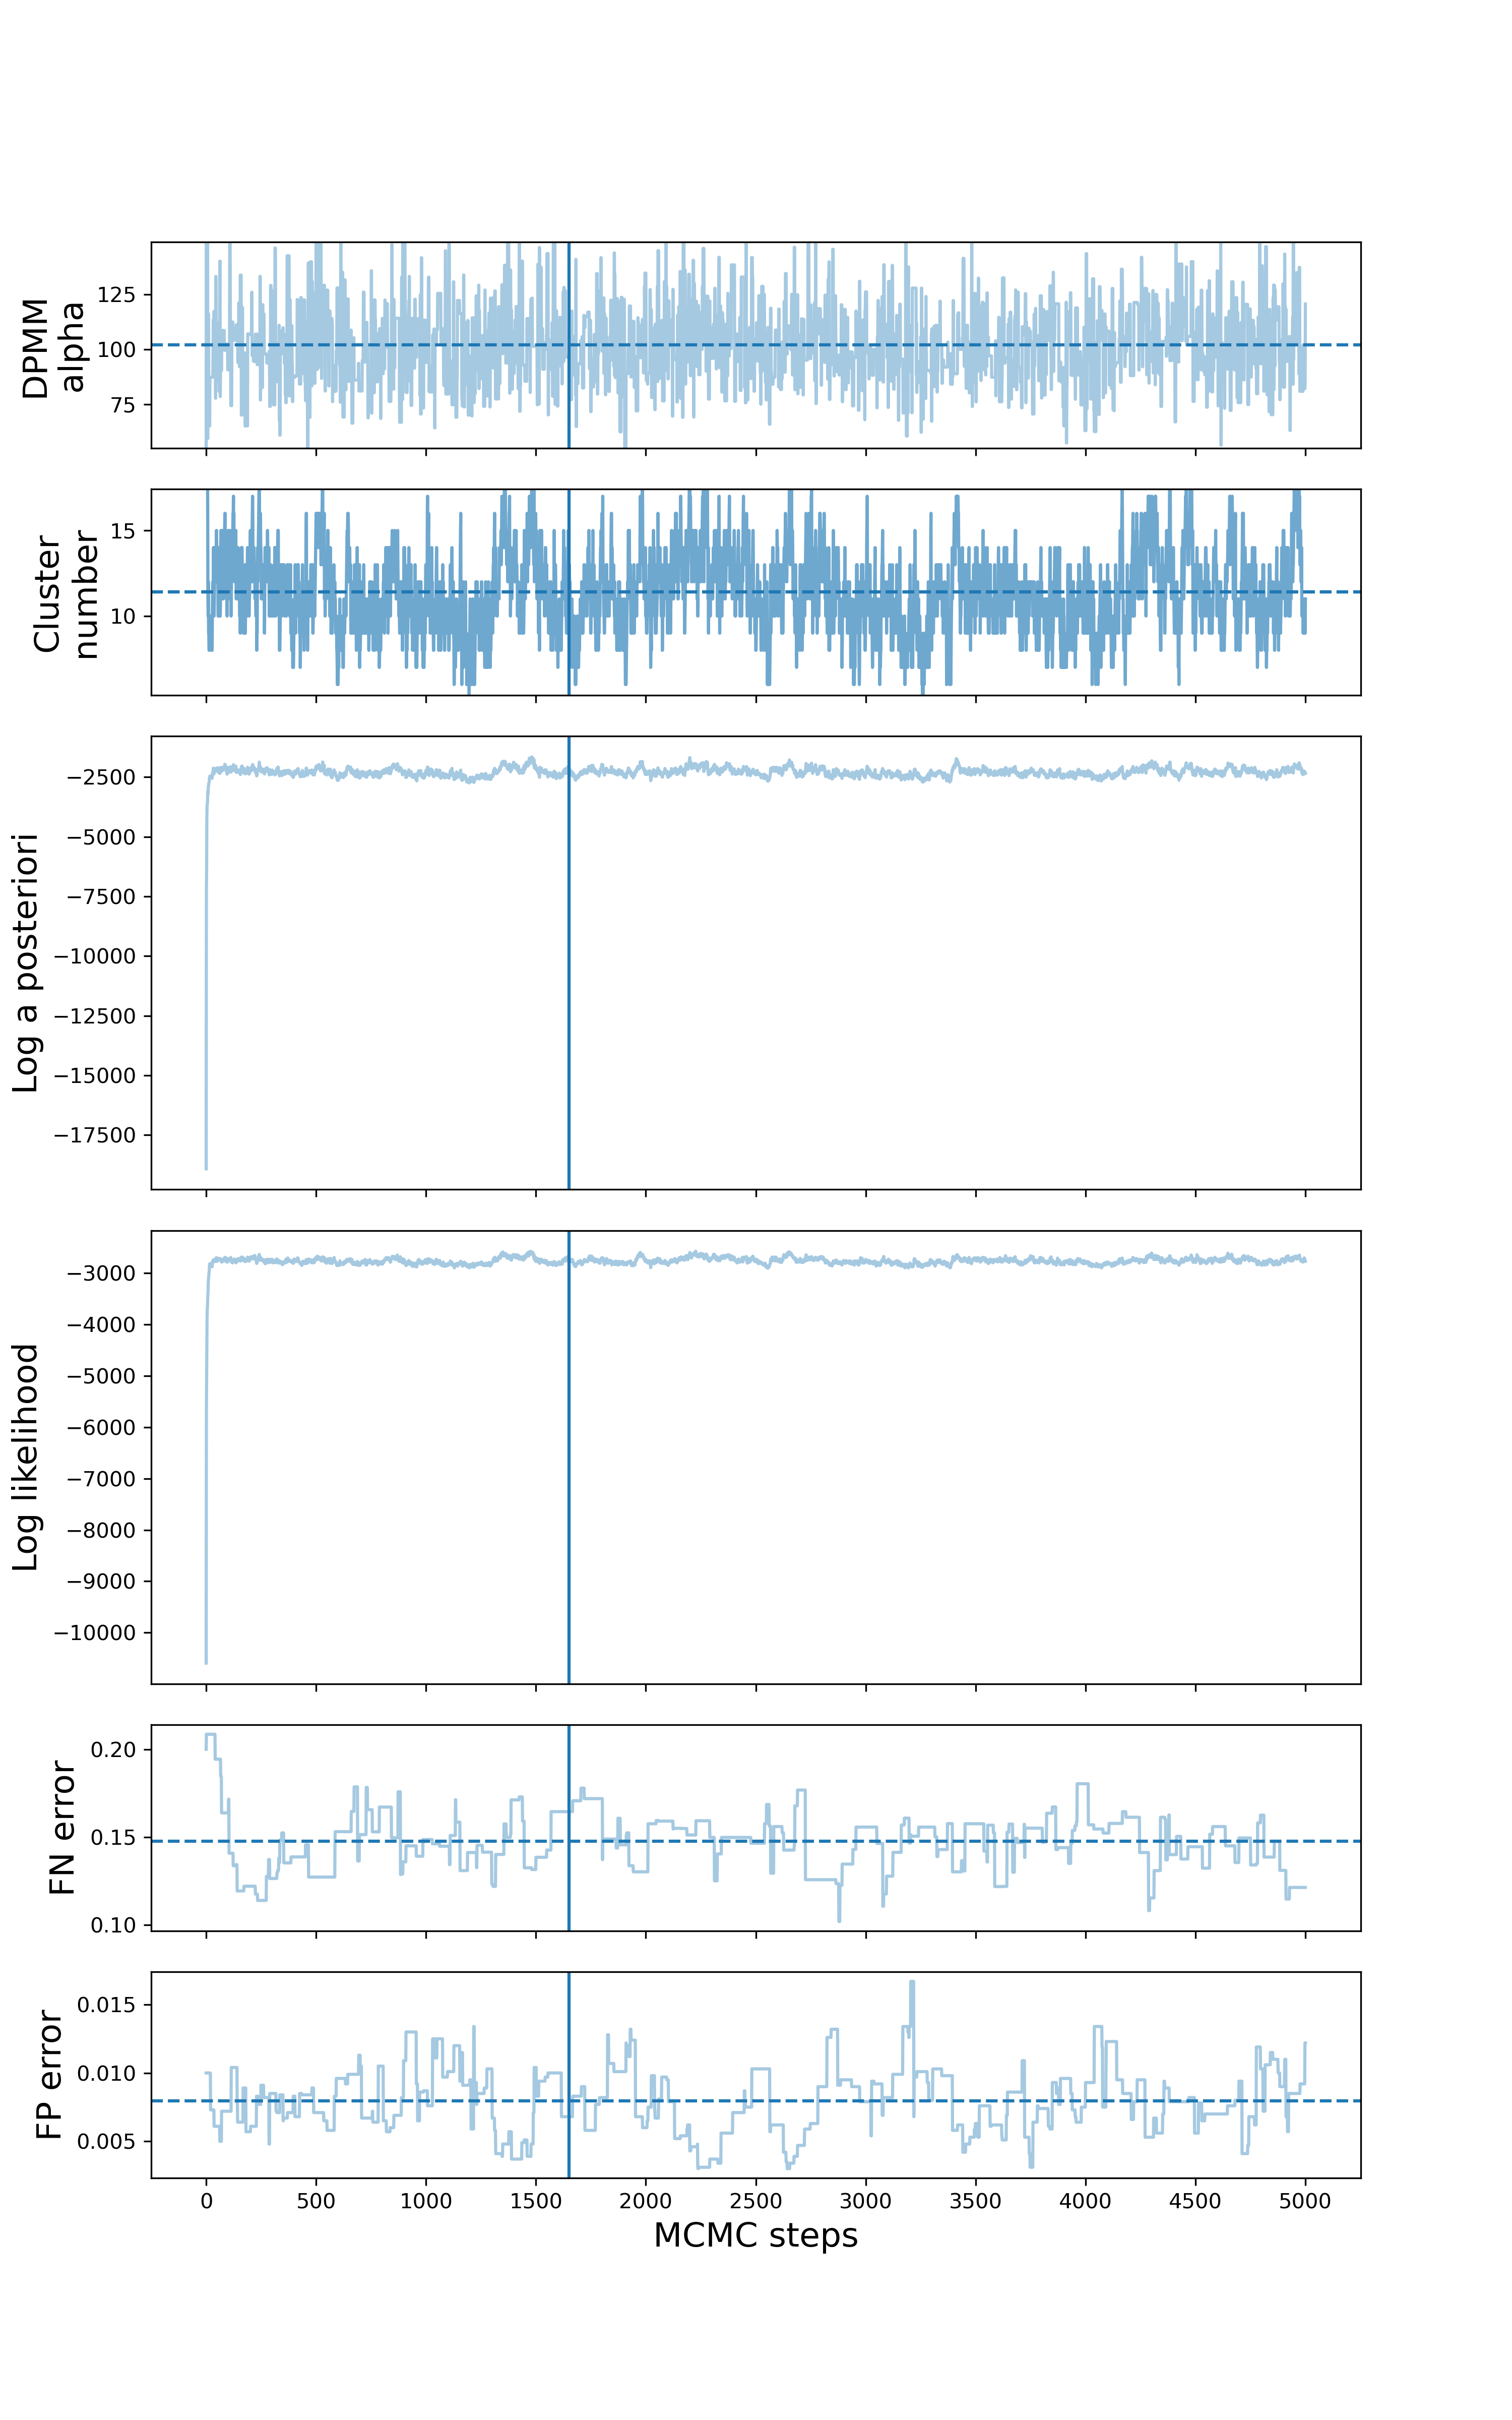 DPMM
alpha
125
100
75
Cluster
number
15
10
Log a posteriori
−2500
−5000
−7500
−10000
−12500
−15000
−17500
Log likelihood
−3000
−4000
−5000
−6000
−7000
−8000
−9000
−10000
FN error
0.20
0.15
0.10
FP error
0.015
0.010
0.005
0 500 1000 1500 2000 2500 3000 3500 4000 4500 5000
MCMC steps